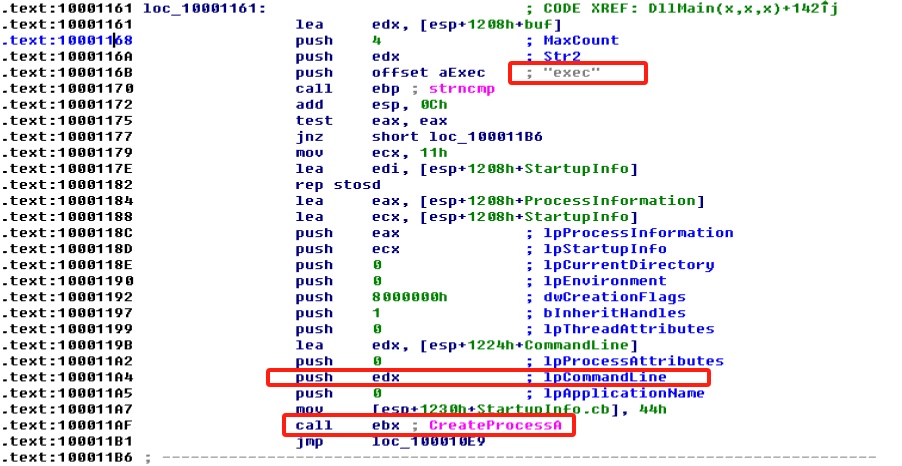 .text:10001161 loc_10001161: ; CODE XREF: DllMain(x,x,x)+142↑j
.text:10001161 lea edx, [esp+1208h+buf]
.text:10001168 push 4 ; MaxCount
.text:1000116A push edx ; Str2
.text:1000116B push offset aExec ; "exec"
.text:10001170 call ebp ; strncmp
.text:10001172 add esp, 0Ch
.text:10001175 test eax, eax
.text:10001177 jnz short loc_100011B6
.text:10001179 mov ecx, 11h
.text:1000117E lea edi, [esp+1208h+StartupInfo]
.text:10001182 rep stosd
.text:10001184 lea eax, [esp+1208h+ProcessInformation]
.text:10001188 lea ecx, [esp+1208h+StartupInfo]
.text:1000118C push eax ; lpProcessInformation
.text:1000118D push ecx ; lpStartupInfo
.text:1000118E push 0 ; lpCurrentDirectory
.text:10001190 push 0 ; lpEnvironment
.text:10001192 push 8000000h ; dwCreationFlags
.text:10001197 push 1 ; bInheritHandles
.text:10001199 push 0 ; lpThreadAttributes
.text:1000119B lea edx, [esp+1224h+CommandLine]
.text:100011A2 push 0 ; lpProcessAttributes
.text:100011A4 push edx ; lpCommandLine
.text:100011A5 push 0 ; lpApplicationName
.text:100011A7 mov [esp+1230h+StartupInfo.cb], 44h
.text:100011AF call ebx ; CreateProcessA
.text:100011B1 jmp loc_100010E9
.text:100011B6 ; ---------------------------------------------------------------------------